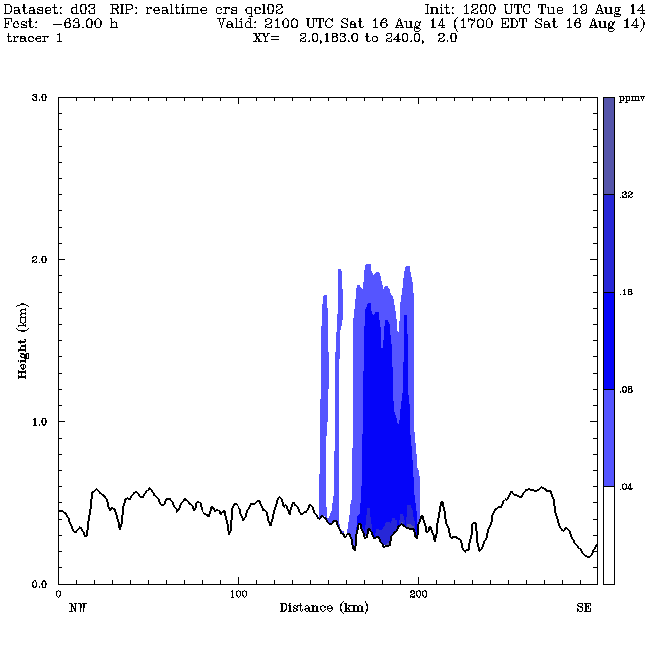 Dataset: d03 RIP: realtime crs qcl02 Init: 1200 UTC Tue 19 Aug 14
Fcst: -63.00 h Valid: 2100 UTC Sat 16 Aug 14 (1700 EDT Sat 16 Aug 14)
tracer 1 XY= 2.0,183.0 to 240.0, 2.0
3.0
ppmv
.32
2.0
.16
Height (km)
1.0
.08
.04
0.0
0 100 200
NW Distance (km) SE